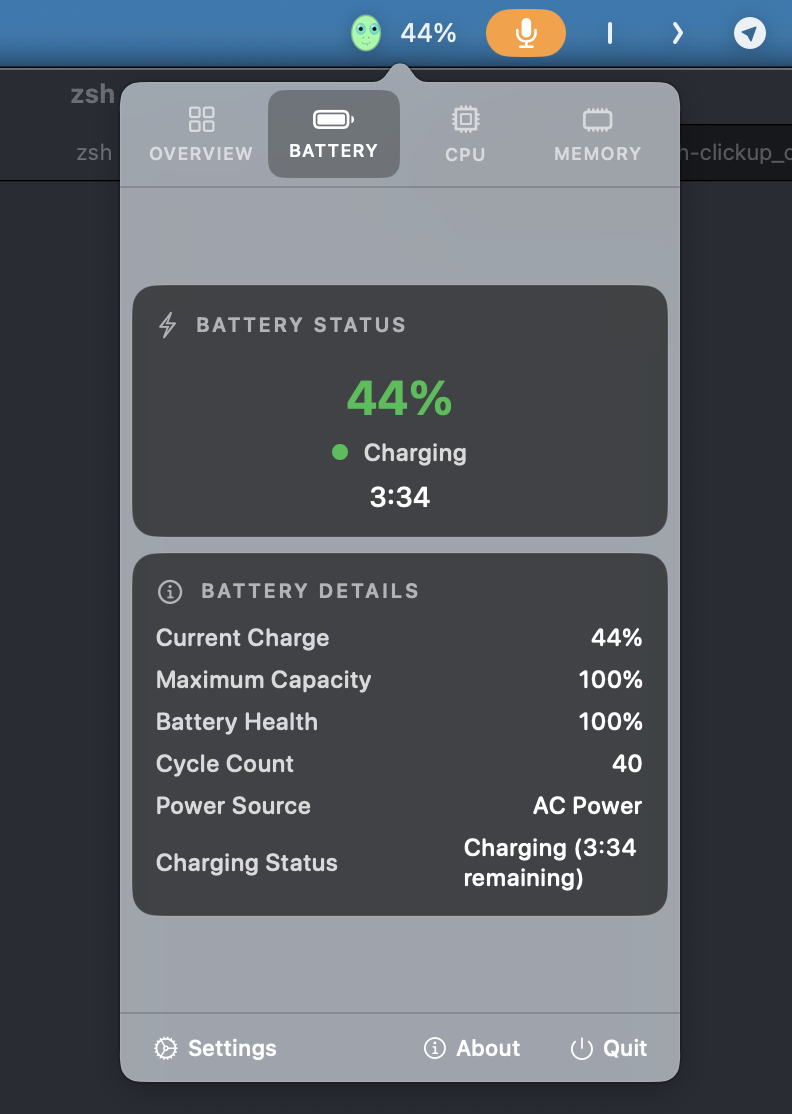 44%
zsh
OVERVIEW
BATTERY
CPU
MEMORY
zsh
-clickup_
BATTERY STATUS
44%
Charging
3:34
BATTERY DETAILS
Current Charge 44%
Maximum Capacity 100%
Battery Health 100%
Cycle Count 40
Power Source AC Power
Charging Status Charging (3:34
remaining)
Settings
About
Quit